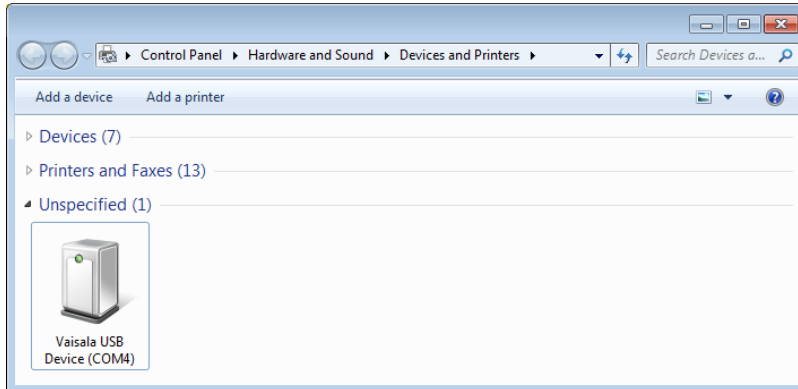 Control Panel Hardware and Sound Devices and Printers Search Devices a...
Add a device Add a printer
Devices (7)
Printers and Faxes (13)
Unspecified (1)
Vaisala USB
Device (COM4)